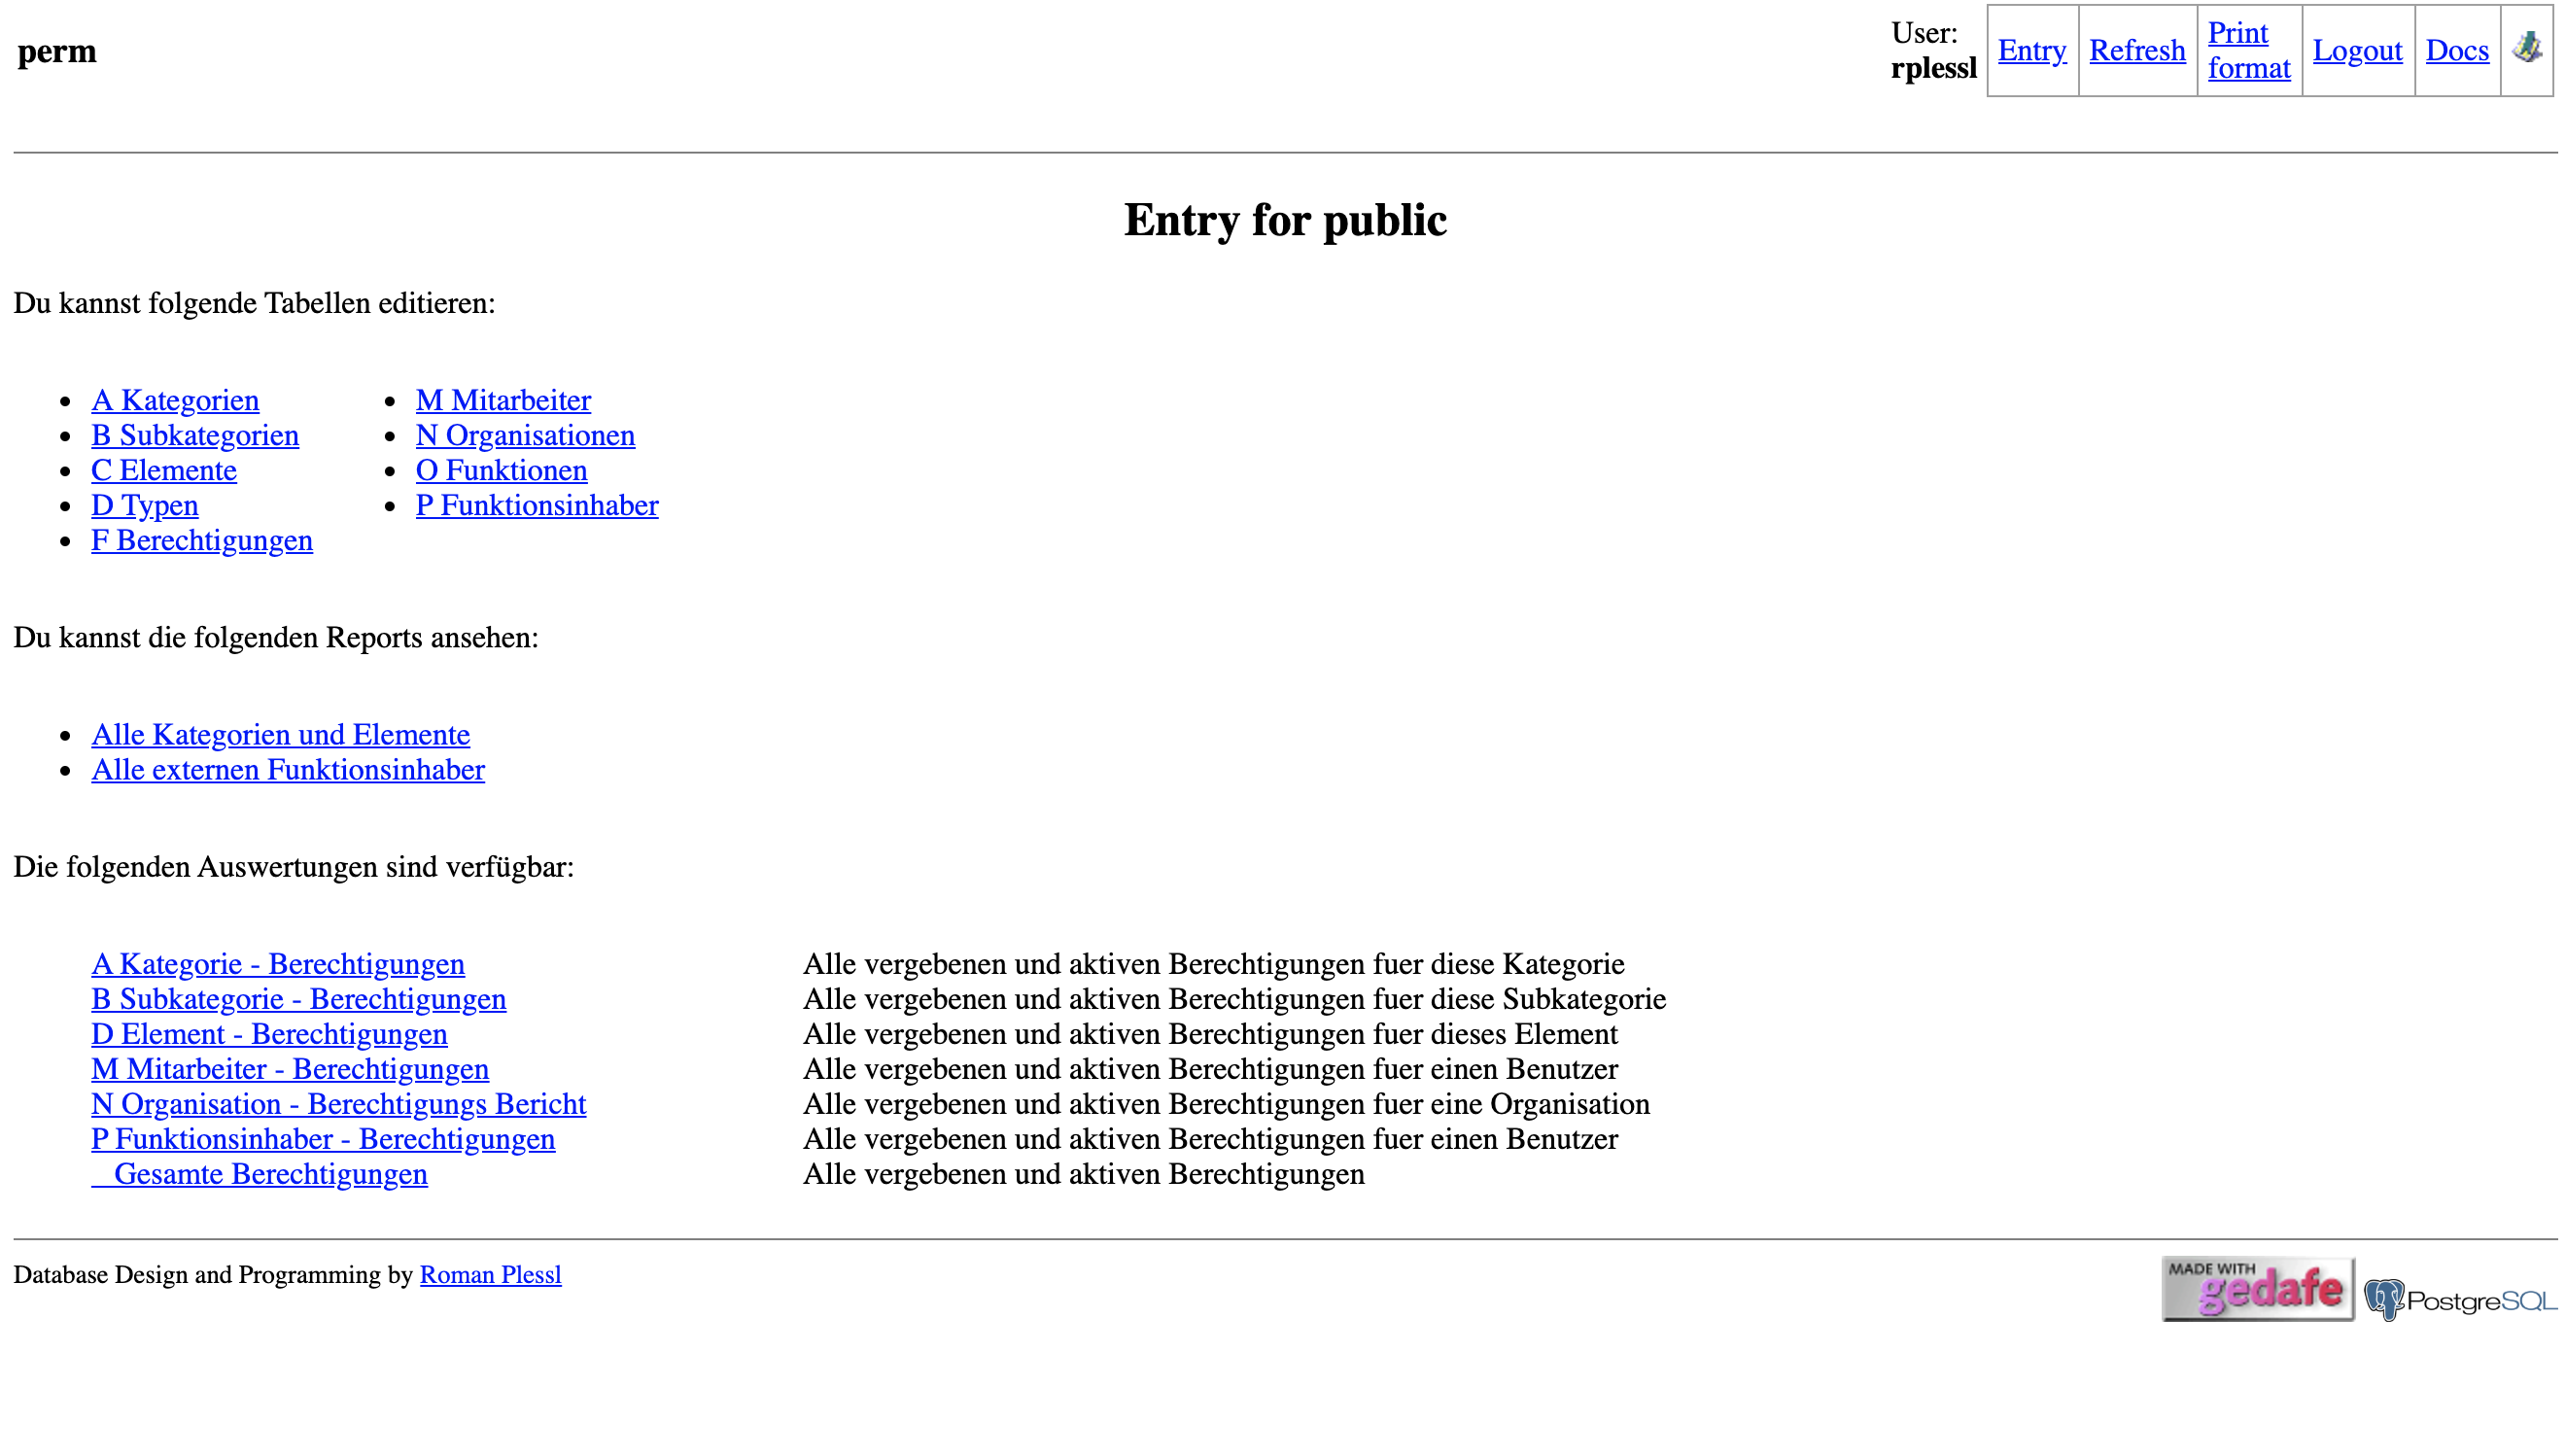 perm
User:
rplessl
Entry
Refresh
Print
format
Logout
Docs
Entry for public
Du kannst folgende Tabellen editieren:
A Kategorien
B Subkategorien
C Elemente
D Typen
F Berechtigungen
M Mitarbeiter
N Organisationen
O Funktionen
P Funktionsinhaber
Du kannst die folgenden Reports ansehen:
Alle Kategorien und Elemente
Alle externen Funktionsinhaber
Die folgenden Auswertungen sind verfügbar:
A Kategorie - Berechtigungen Alle vergebenen und aktiven Berechtigungen fuer diese Kategorie
B Subkategorie - Berechtigungen Alle vergebenen und aktiven Berechtigungen fuer diese Subkategorie
D Element - Berechtigungen Alle vergebenen und aktiven Berechtigungen fuer dieses Element
M Mitarbeiter - Berechtigungen Alle vergebenen und aktiven Berechtigungen fuer einen Benutzer
N Organisation - Berechtigungs Bericht Alle vergebenen und aktiven Berechtigungen fuer eine Organisation
P Funktionsinhaber - Berechtigungen Alle vergebenen und aktiven Berechtigungen fuer einen Benutzer
Gesamte Berechtigungen Alle vergebenen und aktiven Berechtigungen
Database Design and Programming by Roman Plessl
MADE WITH
gedafe
PostgreSQL